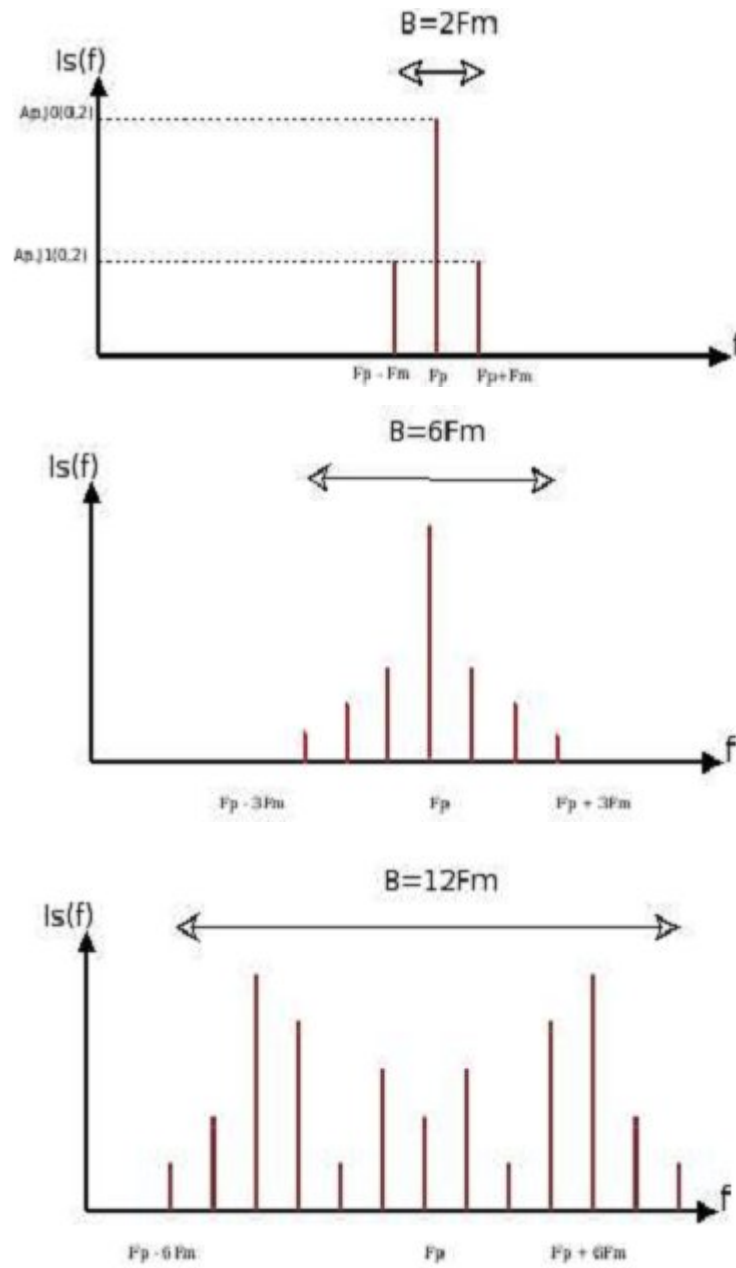 B=2Fm
Is(f)
Ap.J0(0,2)
Ap.J1(0,2)
f
Fp - Fm Fp Fp+Fm
B=6Fm
Is(f)
f
Fp - 3Fm Fp Fp + 3Fm
B=12Fm
Is(f)
f
Fp - 6Fm Fp Fp + 6Fm